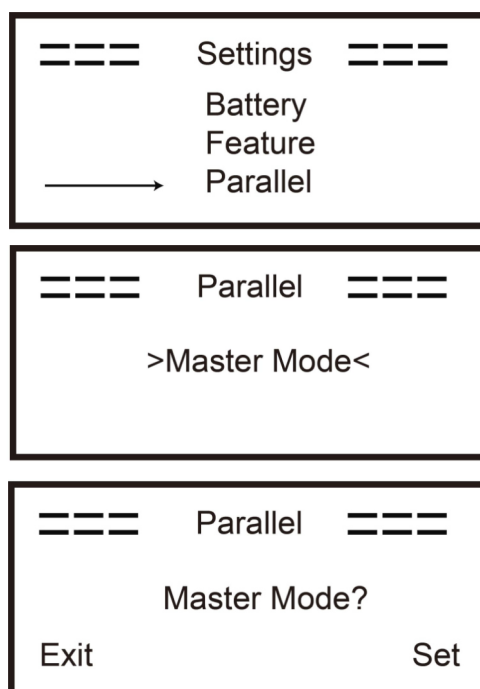 Settings
Battery
Feature
Parallel
Parallel
>Master Mode<
Parallel
Master Mode?
Exit Set